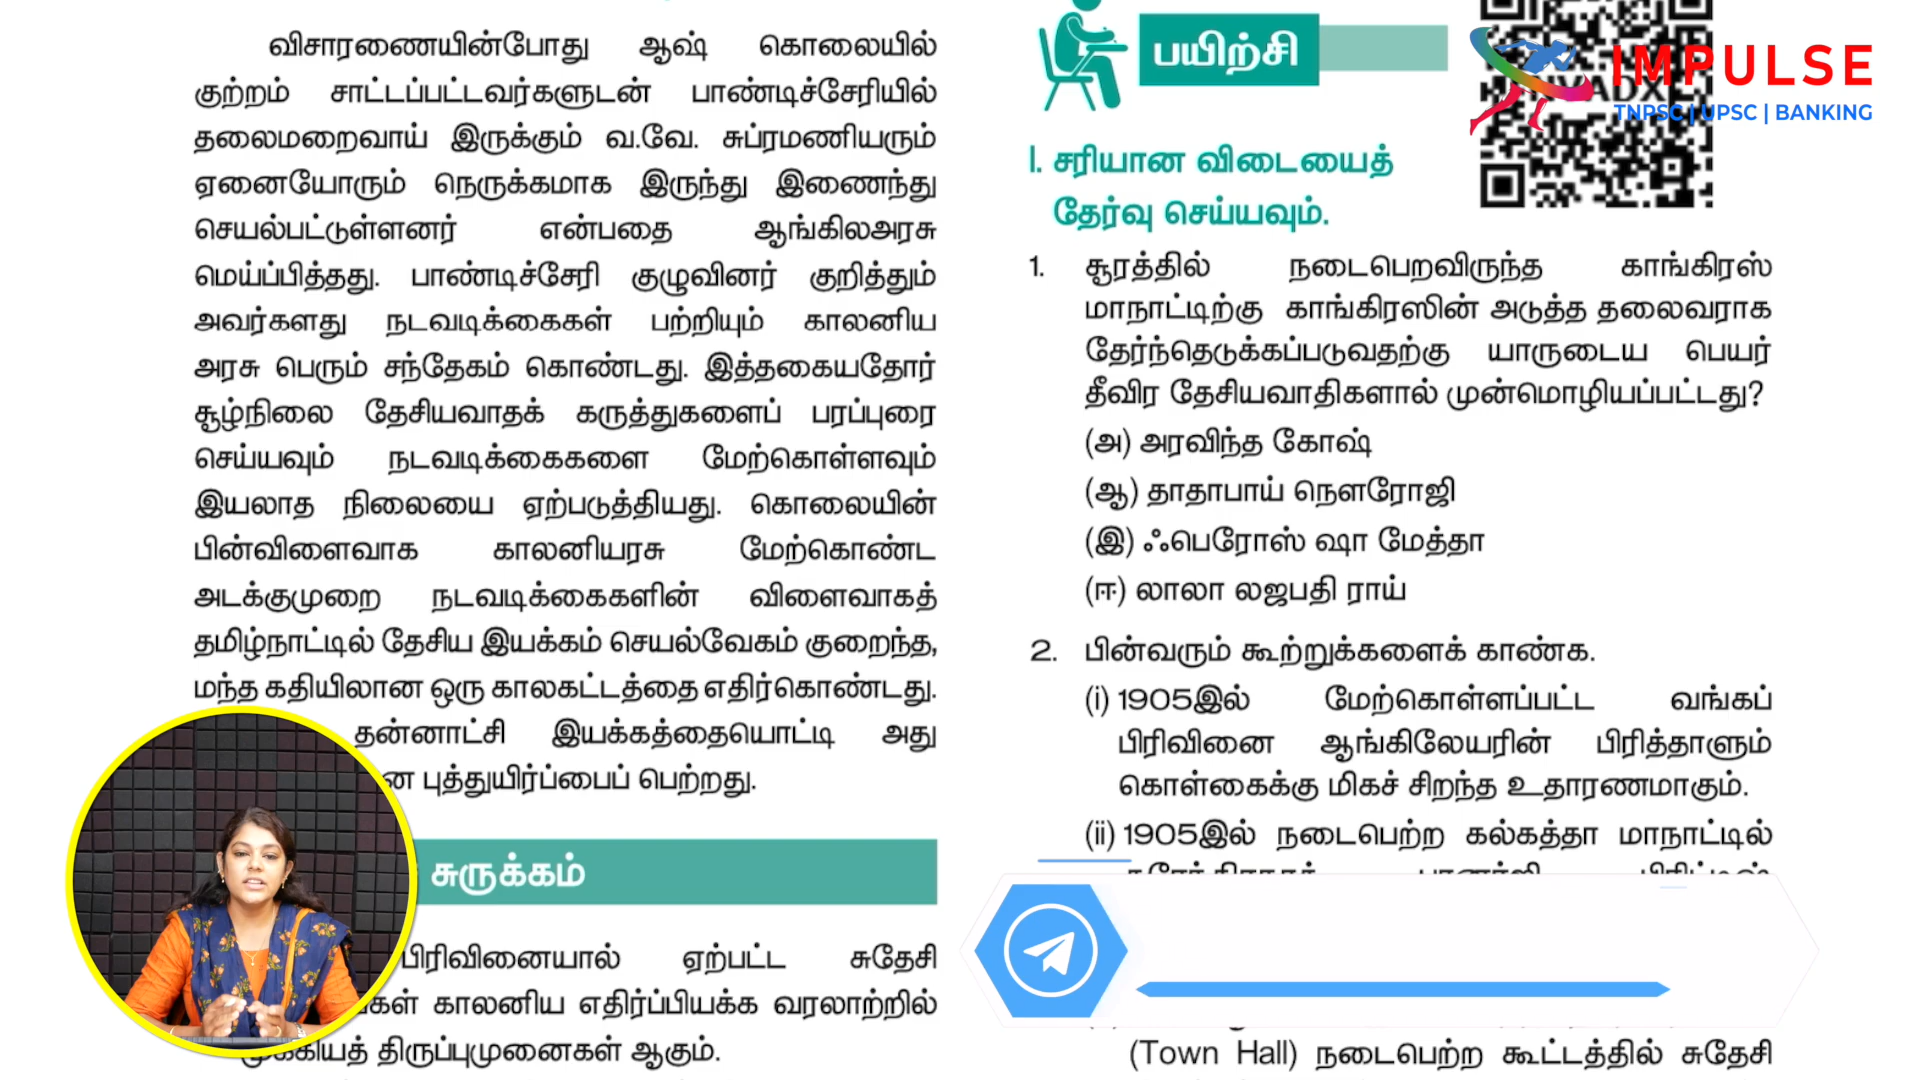 விசாரணையின்போது ஆஷ் கொலையில்
குற்றம் சாட்டப்பட்டவர்களுடன் பாண்டிச்சேரியில்
தலைமறைவாய் இருக்கும் வ.வே. சுப்ரமணியரும்
ஏனையோரும் நெருக்கமாக இருந்து இணைந்து
செயல்பட்டுள்ளனர் என்பதை ஆங்கிலஅரசு
மெய்ப்பித்தது. பாண்டிச்சேரி குழுவினர் குறித்தும்
அவர்களது நடவடிக்கைகள் பற்றியும் காலனிய
அரசு பெரும் சந்தேகம் கொண்டது. இத்தகையதோர்
சூழ்நிலை தேசியவாதக் கருத்துகளைப் பரப்புரை
செய்யவும் நடவடிக்கைகளை மேற்கொள்ளவும்
இயலாத நிலையை ஏற்படுத்தியது. கொலையின்
பின்விளைவாக காலனியரசு மேற்கொண்ட
அடக்குமுறை நடவடிக்கைகளின் விளைவாகத்
தமிழ்நாட்டில் தேசிய இயக்கம் செயல்வேகம் குறைந்த,
மந்த கதியிலான ஒரு காலகட்டத்தை எதிர்கொண்டது.
தன்னாட்சி இயக்கத்தையொட்டி அது
புத்துயிர்ப்பைப் பெற்றது.
சுருக்கம்
பிரிவினையால் ஏற்பட்ட சுதேசி
காலனிய எதிர்ப்பியக்க வரலாற்றில்
திருப்புமுனைகள் ஆகும்.
பயிற்சி
IMPULSE
TNPSC | UPSC | BANKING
I. சரியான விடையைத்
தேர்வு செய்யவும்.
1. சூரத்தில் நடைபெறவிருந்த காங்கிரஸ்
மாநாட்டிற்கு காங்கிரஸின் அடுத்த தலைவராக
தேர்ந்தெடுக்கப்படுவதற்கு யாருடைய பெயர்
தீவிர தேசியவாதிகளால் முன்மொழியப்பட்டது?
(அ) அரவிந்த கோஷ்
(ஆ) தாதாபாய் நௌரோஜி
(இ) ஃபெரோஸ் ஷா மேத்தா
(ஈ) லாலா லஜபதி ராய்
2. பின்வரும் கூற்றுக்களைக் காண்க.
(i) 1905இல் மேற்கொள்ளப்பட்ட வங்கப்
பிரிவினை ஆங்கிலேயரின் பிரித்தாளும்
கொள்கைக்கு மிகச் சிறந்த உதாரணமாகும்.
(ii) 1905இல் நடைபெற்ற கல்கத்தா மாநாட்டில்
(Town Hall) நடைபெற்ற கூட்டத்தில் சுதேசி